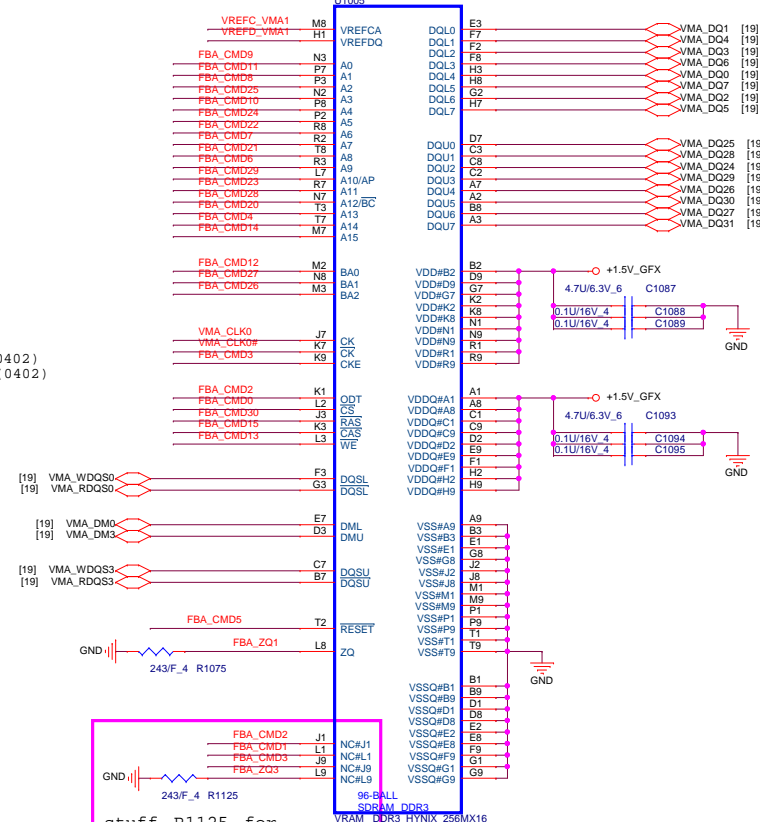 U1005
VREFC_VMA1 M8 VREFCA DQL0 E3 VMA_DQ1 [19]
VREFD_VMA1 H1 VREFDQ DQL1 F7 VMA_DQ4 [19]
DQL2 F2 VMA_DQ3 [19]
FBA_CMD9 N3 A0 DQL3 F8 VMA_DQ6 [19]
FBA_CMD11 P7 A1 DQL4 H3 VMA_DQ0 [19]
FBA_CMD8 P3 A2 DQL5 H8 VMA_DQ7 [19]
FBA_CMD25 N2 A3 DQL6 G2 VMA_DQ2 [19]
FBA_CMD10 P8 A4 DQL7 H7 VMA_DQ5 [19]
FBA_CMD24 P2 A5
FBA_CMD22 R8 A6
FBA_CMD7 R2 A7 DQU0 D7 VMA_DQ25 [19
FBA_CMD21 T8 A8 DQU1 C3 VMA_DQ28 [19
FBA_CMD6 R3 A9 DQU2 C8 VMA_DQ24 [19
FBA_CMD29 L7 A10/AP DQU3 C2 VMA_DQ29 [19
FBA_CMD23 R7 A11 DQU4 A7 VMA_DQ26 [19
FBA_CMD28 N7 A12/BC DQU5 A2 VMA_DQ30 [19
FBA_CMD20 T3 A13 DQU6 B8 VMA_DQ27 [19
FBA_CMD4 T7 A14 DQU7 A3 VMA_DQ31 [19
FBA_CMD14 M7 A15
FBA_CMD12 M2 BA0 VDD#B2 B2 +1.5V_GFX
FBA_CMD27 N8 BA1 VDD#D9 D9
FBA_CMD26 M3 BA2 VDD#G7 G7 4.7U/6.3V_6 C1087
VDD#K2 K2
VDD#K8 K8 0.1U/16V_4 C1088
VDD#N1 N1 0.1U/16V_4 C1089
VMA_CLK0 J7 CK VDD#N9 N9
VMA_CLK0# K7 CK VDD#R1 R1 GND
FBA_CMD3 K9 CKE VDD#R9 R9
0402)
0402)
FBA_CMD2 K1 ODT VDDQ#A1 A1 +1.5V_GFX
FBA_CMD0 L2 CS VDDQ#A8 A8
FBA_CMD30 J3 RAS VDDQ#C1 C1 4.7U/6.3V_6 C1093
FBA_CMD15 K3 CAS VDDQ#C9 C9
FBA_CMD13 L3 WE VDDQ#D2 D2 0.1U/16V_4 C1094
VDDQ#E9 E9 0.1U/16V_4 C1095
VDDQ#F1 F1
[19] VMA_WDQS0 F3 DQSL VDDQ#H2 H2 GND
[19] VMA_RDQS0 G3 DQSL VDDQ#H9 H9
[19] VMA_DM0 E7 DML VSS#A9 A9
[19] VMA_DM3 D3 DMU VSS#B3 B3
VSS#E1 E1
VSS#G8 G8
[19] VMA_WDQS3 C7 DQSU VSS#J2 J2
[19] VMA_RDQS3 B7 DQSU VSS#J8 J8
VSS#M1 M1
VSS#M9 M9
VSS#P1 P1
FBA_CMD5 T2 RESET VSS#P9 P9
VSS#T1 T1
GND FBA_ZQ1 L8 ZQ VSS#T9 T9
243/F_4 R1075 GND
VSSQ#B1 B1
VSSQ#B9 B9
VSSQ#D1 D1
VSSQ#D8 D8
VSSQ#E2 E2
FBA_CMD2 J1 NC#J1 VSSQ#E8 E8
FBA_CMD1 L1 NC#L1 VSSQ#F9 F9
FBA_CMD3 J9 NC#J9 VSSQ#G1 G1
GND FBA_ZQ3 L9 NC#L9 VSSQ#G9 G9
243/F_4 R1125
96-BALL
SDRAM DDR3
VRAM _DDR3_HYNIX_256MX16
stuff R1125 for